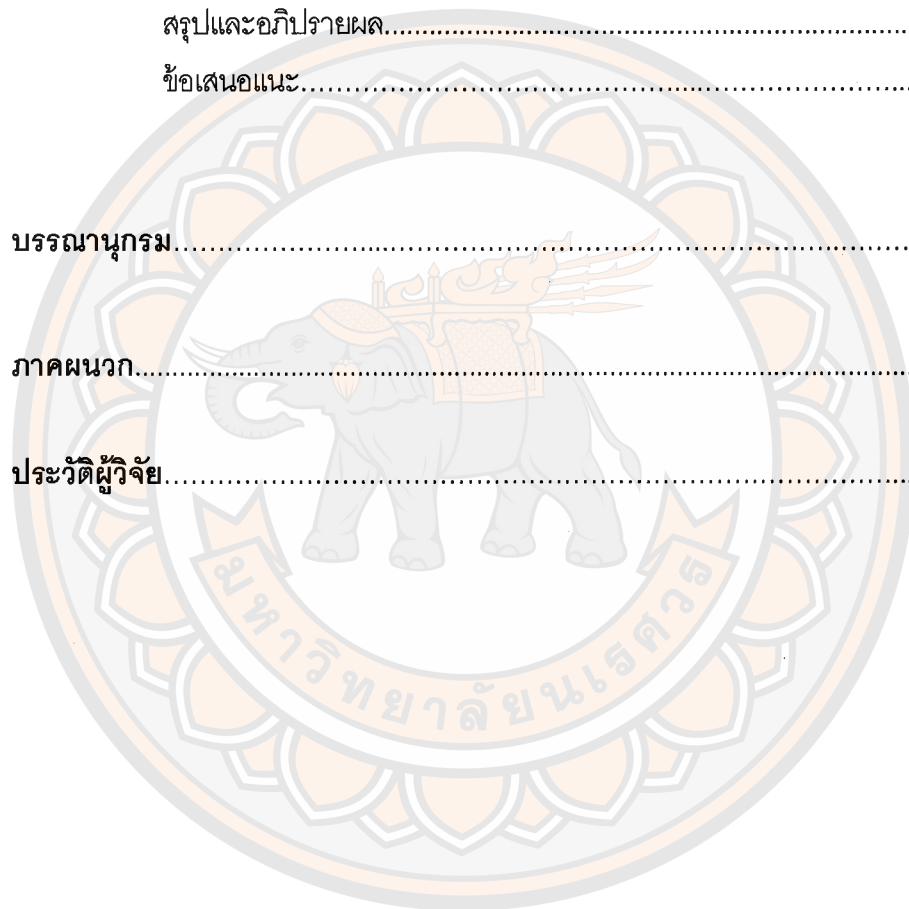 สรุปและอภิปรายผล................................................................
ข้อเสนอแนะ................................................................
บรรณานุกรม................................................................
ภาคผนวก................................................................
ประวัติผู้วิจัย................................................................
มหาวิทยาลัยนเรศวร